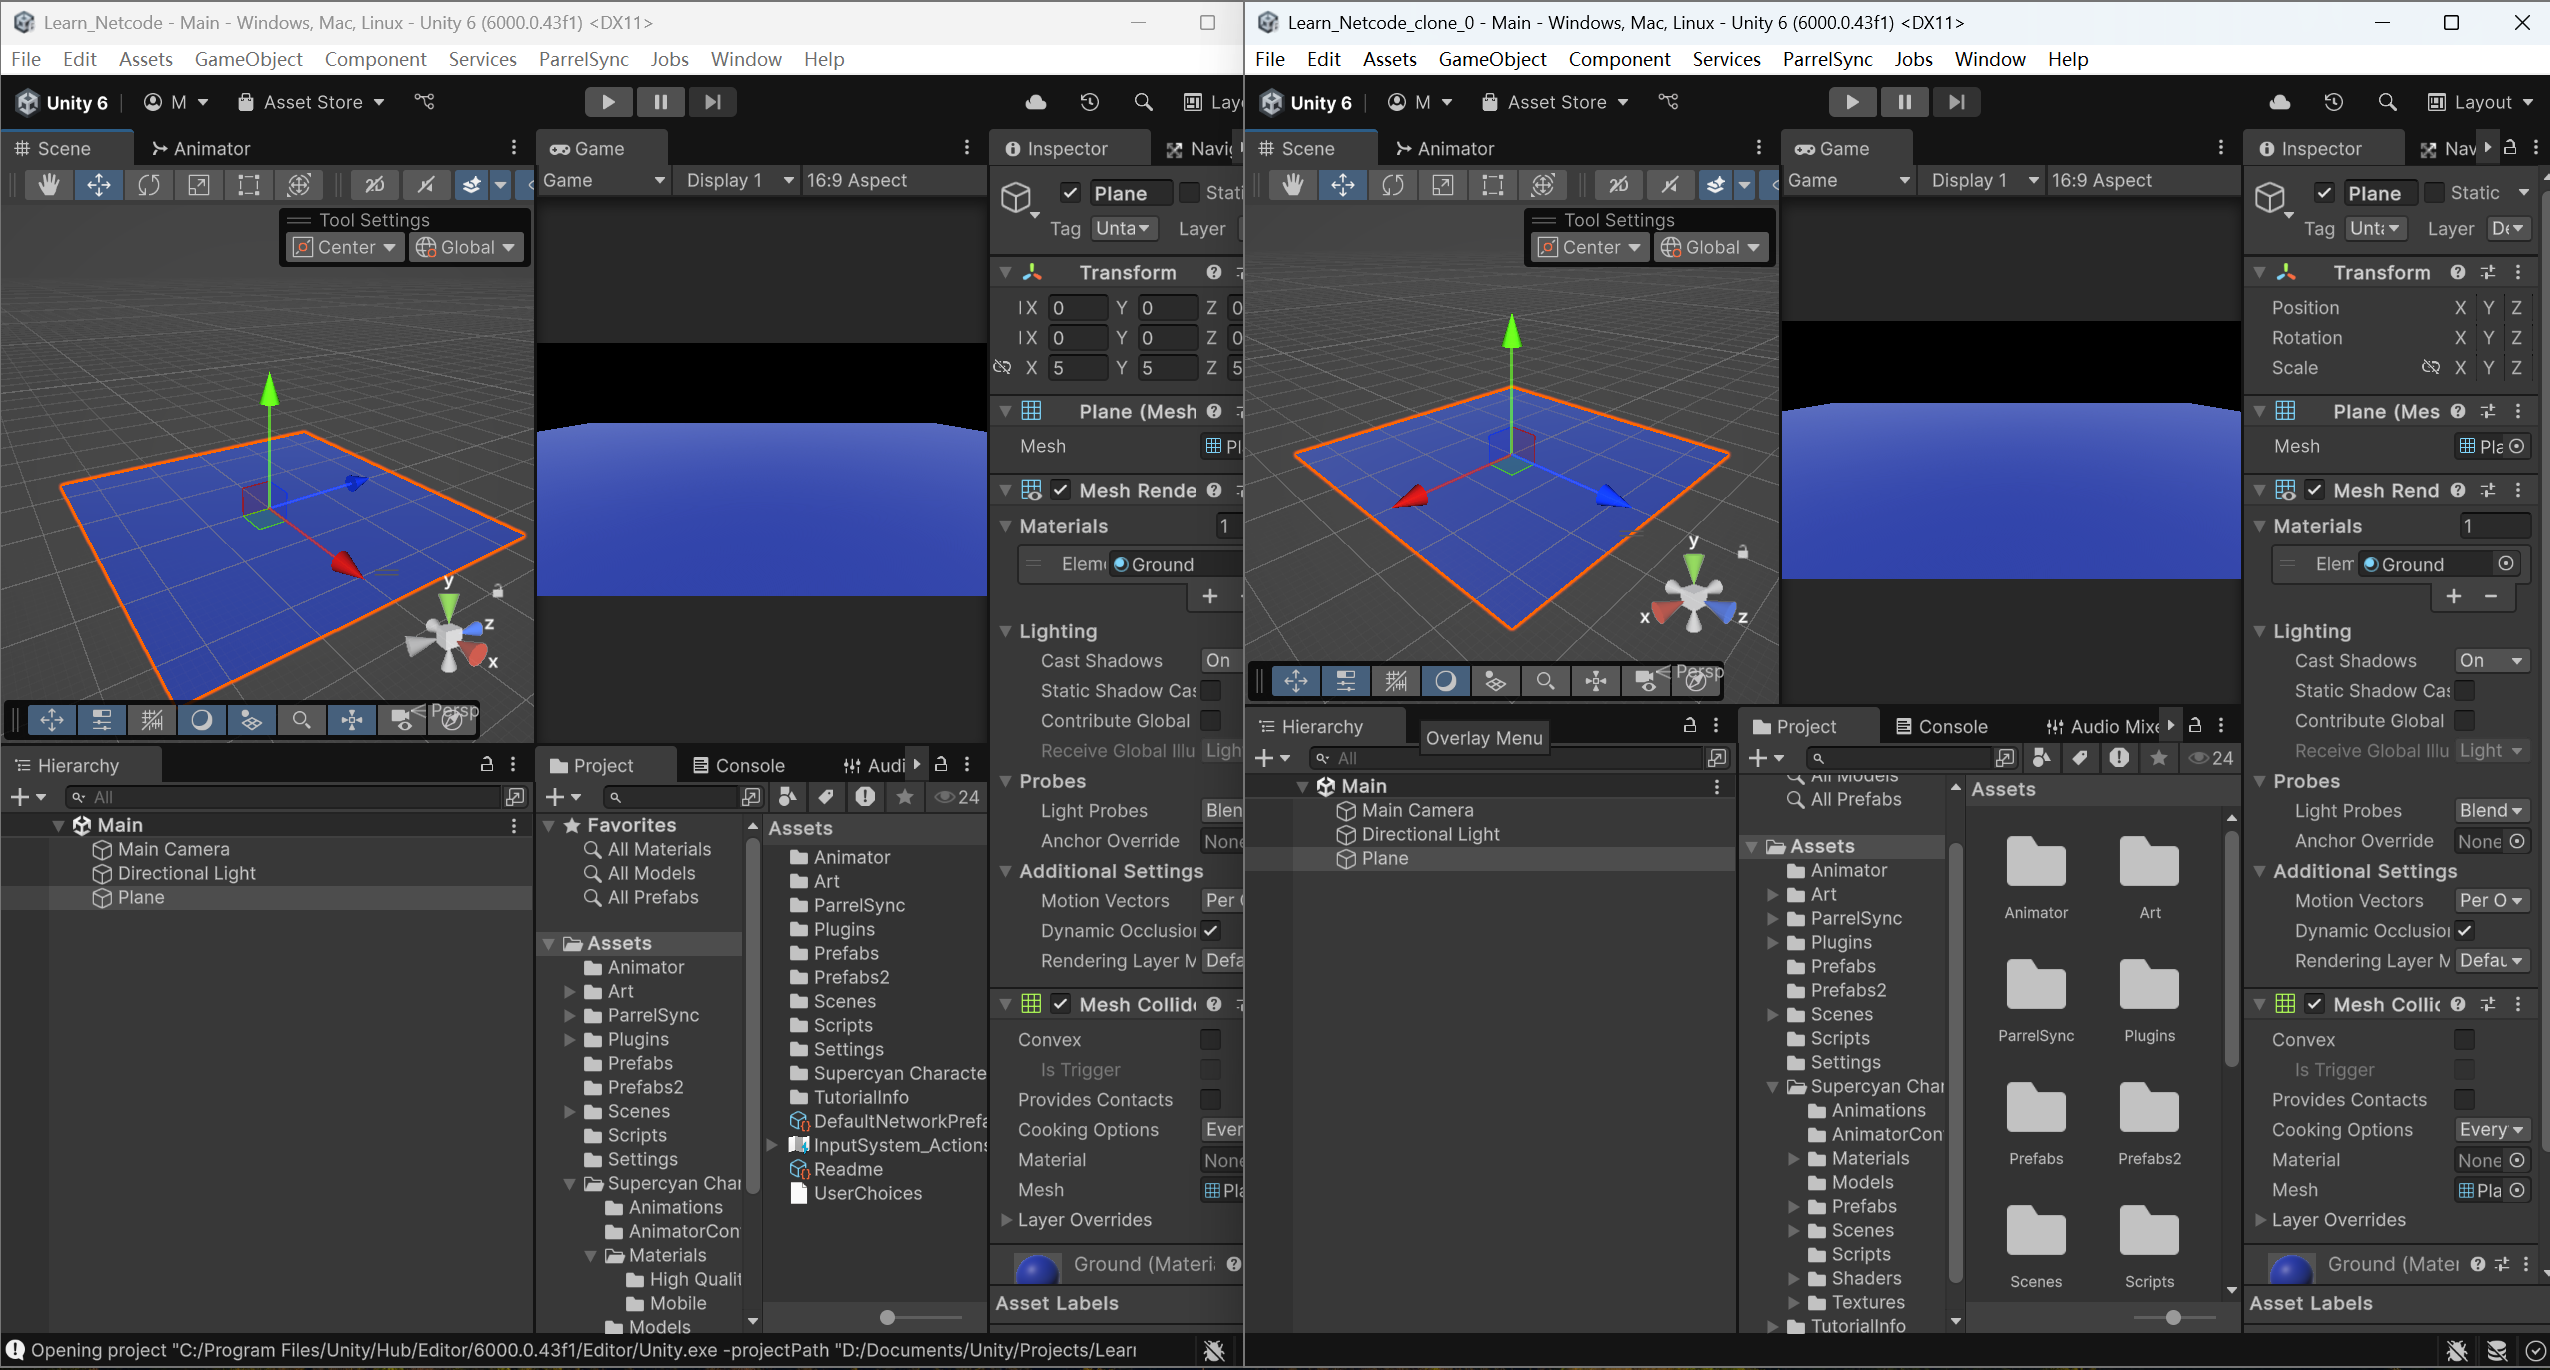 Learn_Netcode - Main - Windows, Mac, Linux - Unity 6 (6000.0.43f1) <DX11>
File Edit Assets GameObject Component Services ParrelSync Jobs Window Help
Unity 6 M Asset Store Lay
Scene Animator
Tool Settings
Center Global
y
z
x
< Persp
Game
Game Display 1 16:9 Aspect
Hierarchy
All
Main
Main Camera
Directional Light
Plane
Project Console Audi
24
Favorites
All Materials
All Models
All Prefabs
Assets
Animator
Art
ParrelSync
Plugins
Prefabs
Prefabs2
Scenes
Scripts
Settings
Supercyan Char
Animations
AnimatorCon
Materials
High Qualit
Mobile
Models
Assets
Animator
Art
ParrelSync
Plugins
Prefabs
Prefabs2
Scenes
Scripts
Settings
Supercyan Characte
TutorialInfo
DefaultNetworkPrefa
InputSystem_Actions
Readme
UserChoices
Inspector Navig
Plane Stati
Tag Unta Layer
Transform
X 0 Y 0 Z 0
X 0 Y 0 Z 0
X 5 Y 5 Z 5
Plane (Mesh
Mesh Pl
Mesh Rende
Materials 1
Eleme Ground
Lighting
Cast Shadows On
Static Shadow Cas
Contribute Global
Receive Global Illu Ligh
Probes
Light Probes Blen
Anchor Override None
Additional Settings
Motion Vectors Per
Dynamic Occlusion
Rendering Layer M Defa
Mesh Collide
Convex
Is Trigger
Provides Contacts
Cooking Options Ever
Material None
Mesh Pla
Layer Overrides
Ground (Materi
Asset Labels
Opening project "C:/Program Files/Unity/Hub/Editor/6000.0.43f1/Editor/Unity.exe -projectPath "D:/Documents/Unity/Projects/Learn
Learn_Netcode_clone_0 - Main - Windows, Mac, Linux - Unity 6 (6000.0.43f1) <DX11>
File Edit Assets GameObject Component Services ParrelSync Jobs Window Help
Unity 6 M Asset Store Layout
Scene Animator
Tool Settings
Center Global
y
x
z
< Persp
Game
Game Display 1 16:9 Aspect
Hierarchy
Overlay Menu
All
Main
Main Camera
Directional Light
Plane
Project Console Audio Mixe
24
All Models
All Prefabs
Assets
Animator
Art
ParrelSync
Plugins
Prefabs
Prefabs2
Scenes
Scripts
Settings
Supercyan Char
Animations
AnimatorCon
Materials
Models
Prefabs
Scenes
Scripts
Shaders
Textures
TutorialInfo
Assets
Animator Art
ParrelSync Plugins
Prefabs Prefabs2
Scenes Scripts
Inspector Nav
Plane Static
Tag Unta Layer De
Transform
Position X Y Z
Rotation X Y Z
Scale X Y Z
Plane (Mes
Mesh Pla
Mesh Rend
Materials 1
Elem Ground
Lighting
Cast Shadows On
Static Shadow Cas
Contribute Global
Receive Global Illu Light
Probes
Light Probes Blend
Anchor Override None
Additional Settings
Motion Vectors Per O
Dynamic Occlusion
Rendering Layer M Defau
Mesh Collic
Convex
Is Trigger
Provides Contacts
Cooking Options Every
Material None
Mesh Pla
Layer Overrides
Ground (Mater
Asset Labels